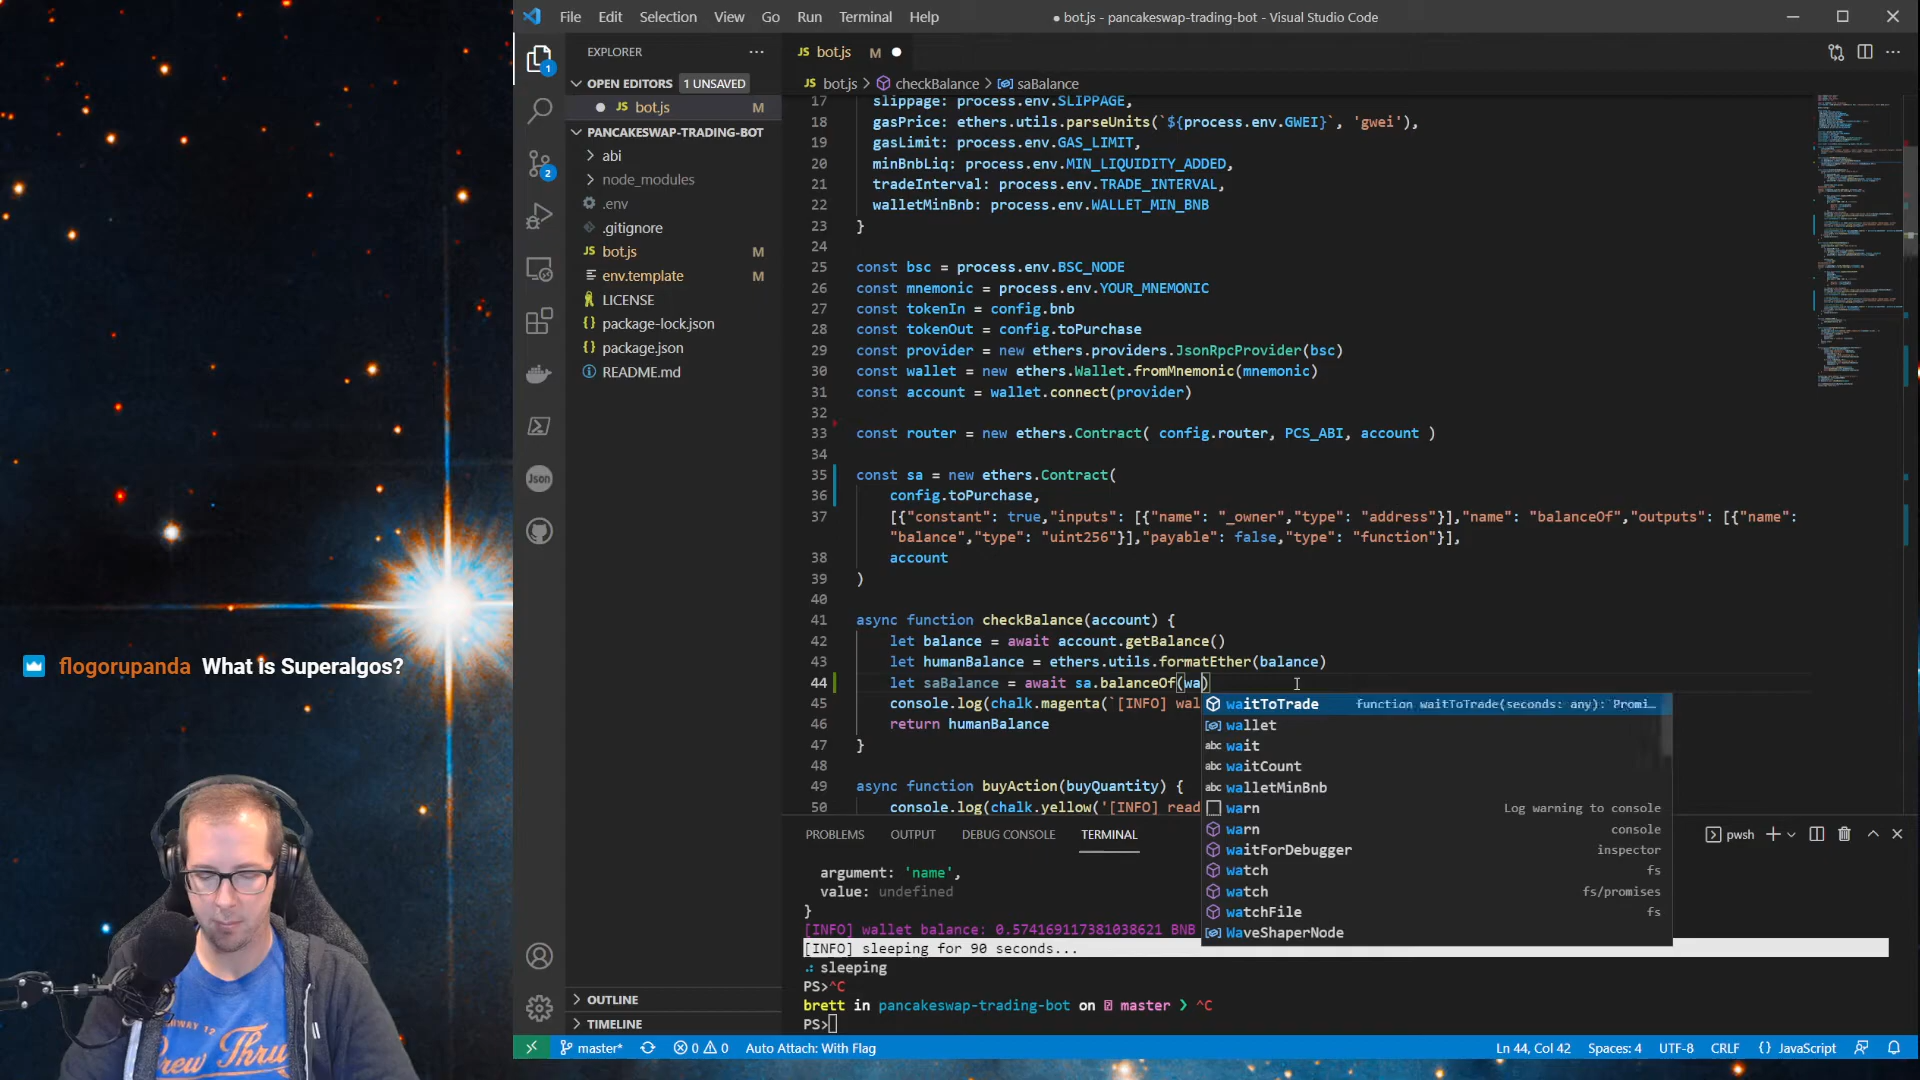 File Edit Selection View Go Run Terminal Help
● bot.js - pancakeswap-trading-bot - Visual Studio Code
EXPLORER
OPEN EDITORS 1 UNSAVED
JS bot.js M
PANCAKESWAP-TRADING-BOT
abi
node_modules
.env
.gitignore
JS bot.js M
env.template M
LICENSE
package-lock.json
package.json
README.md
OUTLINE
TIMELINE
1
2
Json
JS bot.js M
JS bot.js > checkBalance > saBalance
17 slippage: process.env.SLIPPAGE,
18 gasPrice: ethers.utils.parseUnits(`${process.env.GWEI}`, 'gwei'),
19 gasLimit: process.env.GAS_LIMIT,
20 minBnbLiq: process.env.MIN_LIQUIDITY_ADDED,
21 tradeInterval: process.env.TRADE_INTERVAL,
22 walletMinBnb: process.env.WALLET_MIN_BNB
23 }
24
25 const bsc = process.env.BSC_NODE
26 const mnemonic = process.env.YOUR_MNEMONIC
27 const tokenIn = config.bnb
28 const tokenOut = config.toPurchase
29 const provider = new ethers.providers.JsonRpcProvider(bsc)
30 const wallet = new ethers.Wallet.fromMnemonic(mnemonic)
31 const account = wallet.connect(provider)
32
33 const router = new ethers.Contract( config.router, PCS_ABI, account )
34
35 const sa = new ethers.Contract(
36 config.toPurchase,
37 [{"constant": true,"inputs": [{"name": "_owner","type": "address"}],"name": "balanceOf","outputs": [{"name":
"balance","type": "uint256"}],"payable": false,"type": "function"}],
38 account
39 )
40
41 async function checkBalance(account) {
42 let balance = await account.getBalance()
43 let humanBalance = ethers.utils.formatEther(balance)
44 let saBalance = await sa.balanceOf(wa)
45 console.log(chalk.magenta(`[INFO] wal
46 return humanBalance
47 }
48
49 async function buyAction(buyQuantity) {
50 console.log(chalk.yellow('[INFO] read
waitToTrade function waitToTrade(seconds: any): Promi…
wallet
abc wait
abc waitCount
abc walletMinBnb
warn Log warning to console
warn console
waitForDebugger inspector
watch fs
watch fs/promises
watchFile fs
WaveShaperNode
PROBLEMS OUTPUT DEBUG CONSOLE TERMINAL
pwsh
argument: 'name',
value: undefined
}
[INFO] wallet balance: 0.574169117381038621 BNB
[INFO] sleeping for 90 seconds...
sleeping
PS>^C
brett in pancakeswap-trading-bot on master ❯ ^C
PS>
master* 0 0 Auto Attach: With Flag
Ln 44, Col 42 Spaces: 4 UTF-8 CRLF {} JavaScript
flogorupanda What is Superalgos?